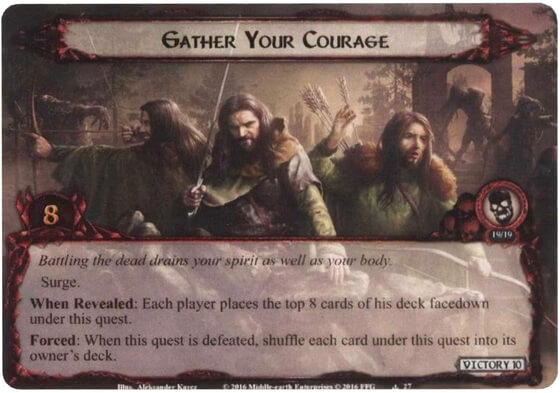 GATHER YOUR COURAGE
8
19/19
Battling the dead drains your spirit as well as your body.
Surge.
When Revealed: Each player places the top 8 cards of his deck facedown
under this quest.
Forced: When this quest is defeated, shuffle each card under this quest into its
owner's deck.
VICTORY 10
Illus. Aleksander Karcz © 2016 Middle-earth Enterprises © 2016 FFG 27